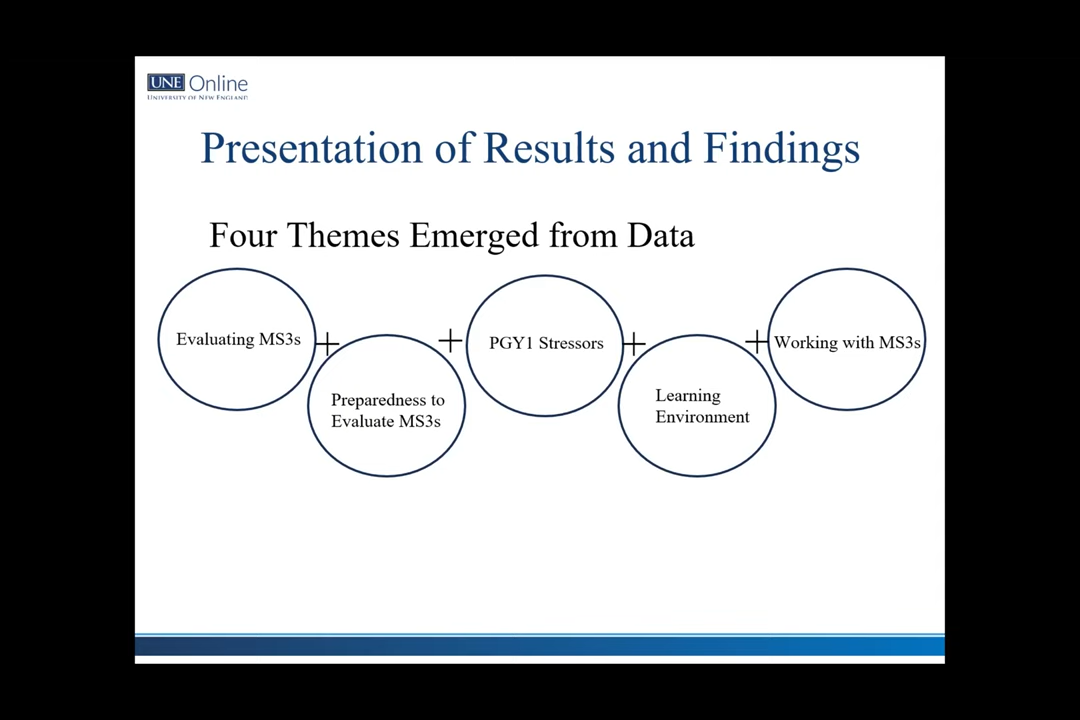 UNE Online
UNIVERSITY OF NEW ENGLAND
Presentation of Results and Findings
Four Themes Emerged from Data
Evaluating MS3s
+
Preparedness to
Evaluate MS3s
+
PGY1 Stressors
+
Learning
Environment
+
Working with MS3s